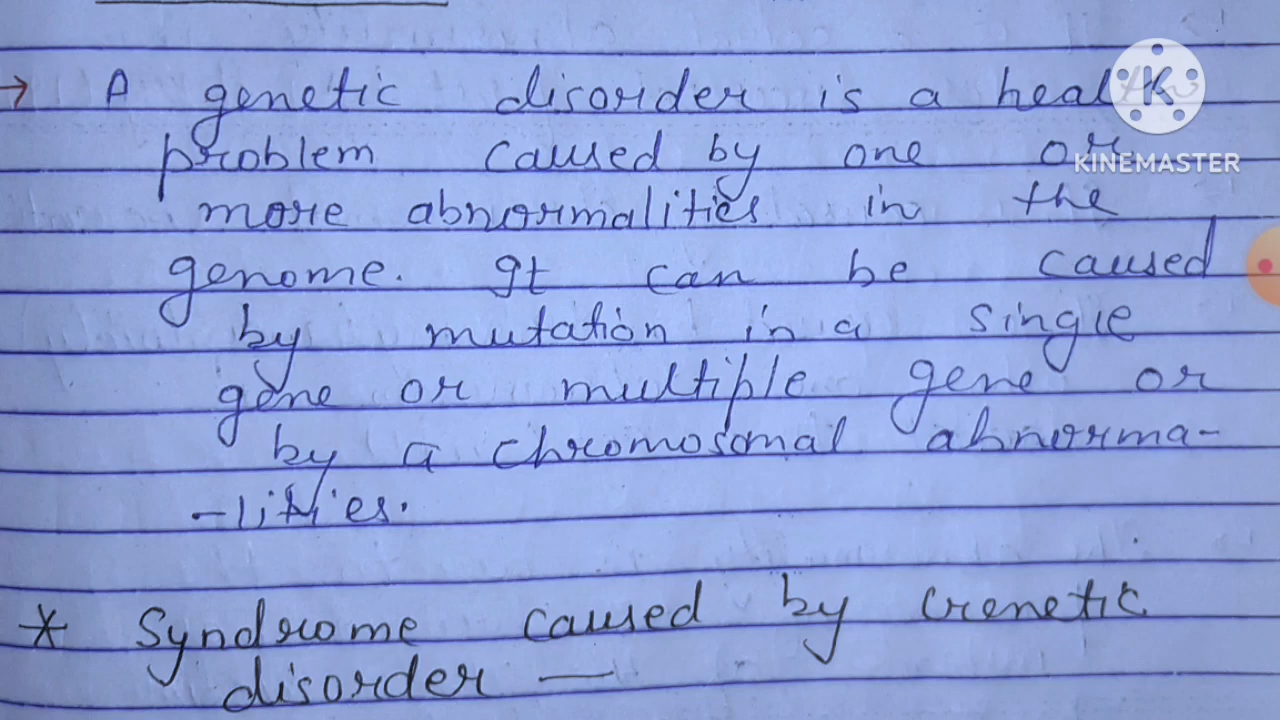 → A genetic disorder is a health
problem caused by one or
more abnormalities in the
genome. It can be caused
by mutation in a single
gene or multiple gene or
by a chromosomal abnorma-
-lities.
* Syndrome caused by Genetic
disorder —
K
KINEMASTER